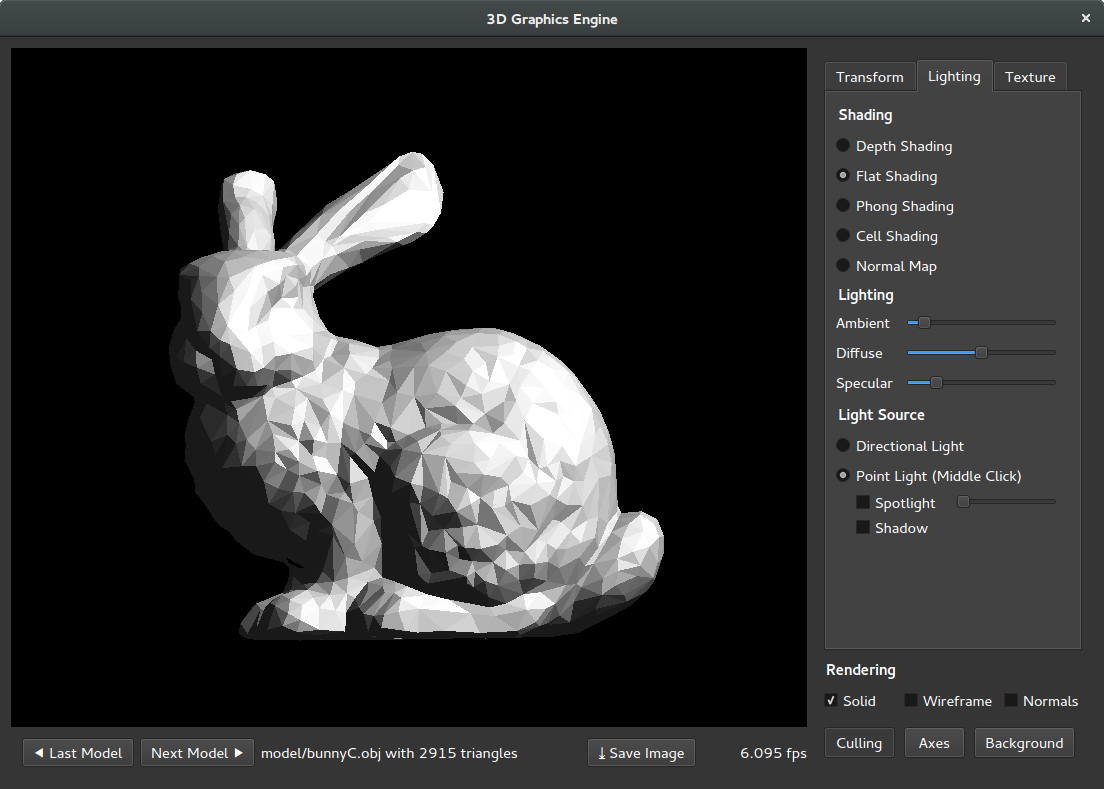 3D Graphics Engine ×
Transform Lighting Texture
Shading
Depth Shading
Flat Shading
Phong Shading
Cell Shading
Normal Map
Lighting
Ambient
Diffuse
Specular
Light Source
Directional Light
Point Light (Middle Click)
Spotlight
Shadow
Rendering
Solid Wireframe Normals
Culling Axes Background
◀ Last Model Next Model ▶ model/bunnyC.obj with 2915 triangles ⤓ Save Image 6.095 fps